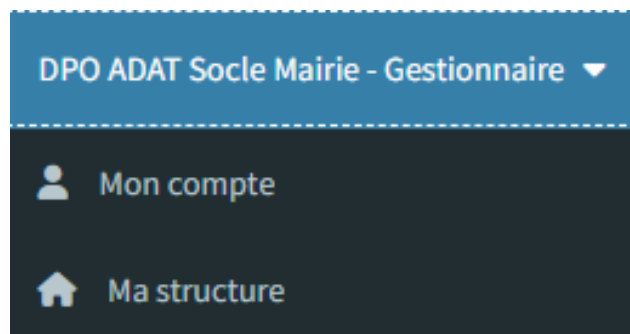 DPO ADAT Socle Mairie - Gestionnaire
Mon compte
Ma structure